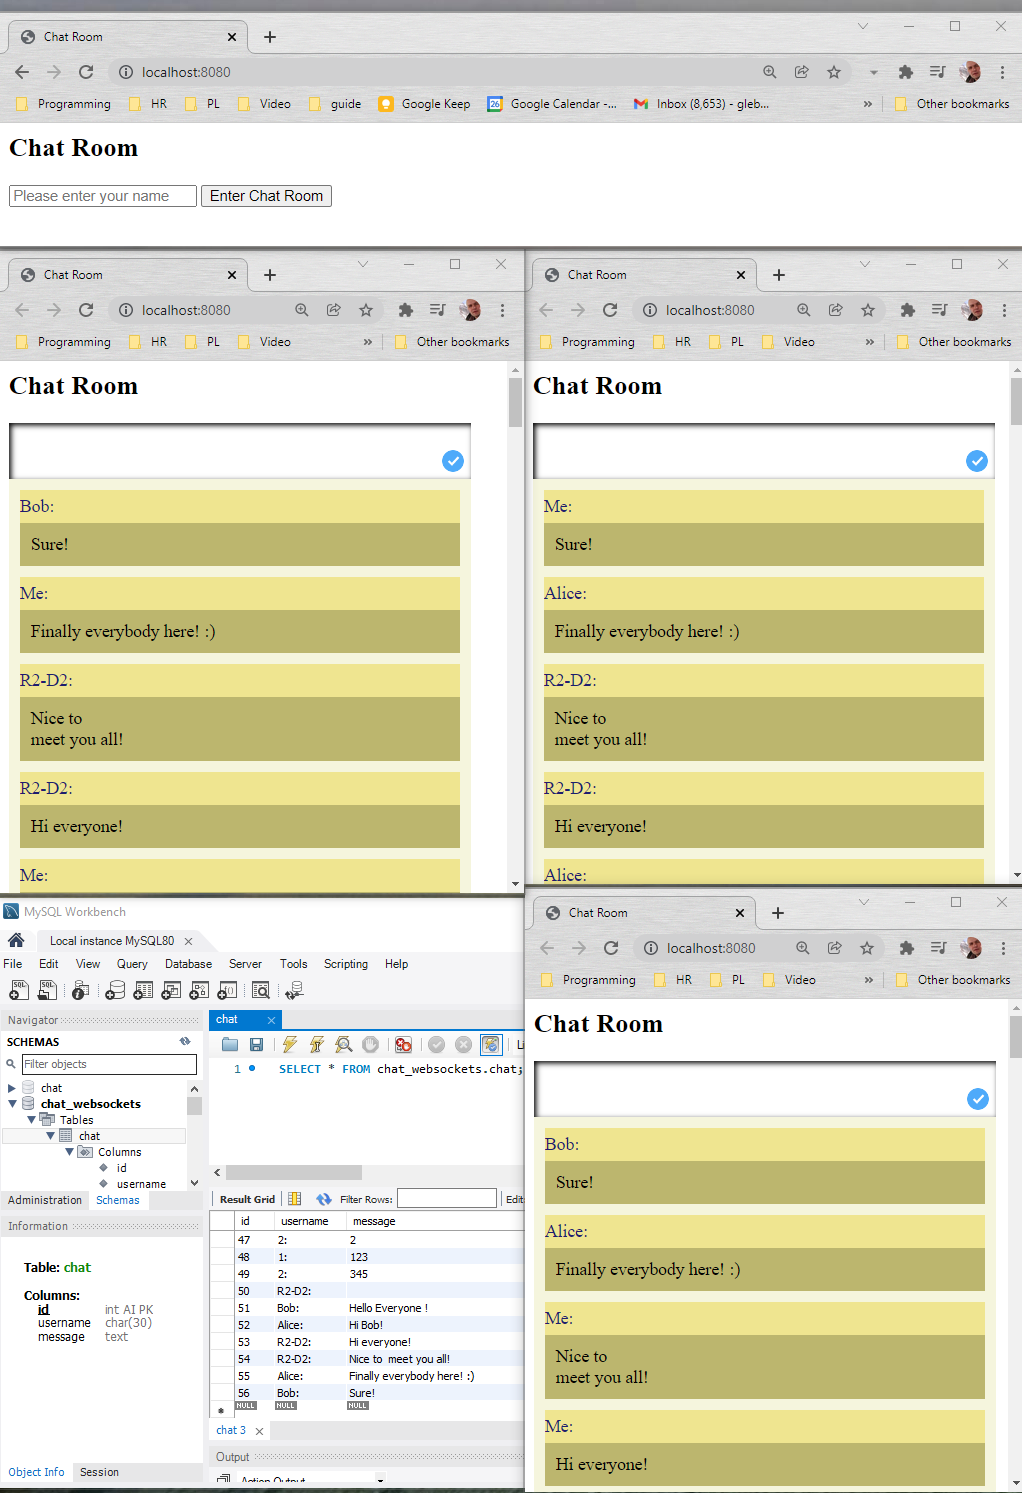 Chat Room
localhost:8080
Programming HR PL Video guide Google Keep Google Calendar -... Inbox (8,653) - gleb... » Other bookmarks
Chat Room
Please enter your name Enter Chat Room
Chat Room
localhost:8080
Programming HR PL Video » Other bookmarks
Chat Room
Bob:
Sure!
Me:
Finally everybody here! :)
R2-D2:
Nice to
meet you all!
R2-D2:
Hi everyone!
Me:
Chat Room
localhost:8080
Programming HR PL Video » Other bookmarks
Chat Room
Me:
Sure!
Alice:
Finally everybody here! :)
R2-D2:
Nice to
meet you all!
R2-D2:
Hi everyone!
Alice:
MySQL Workbench
Local instance MySQL80
File Edit View Query Database Server Tools Scripting Help
Navigator
SCHEMAS
Filter objects
chat
chat_websockets
Tables
chat
Columns
id
username
Administration Schemas
Information
Table: chat
Columns:
id int AI PK
username char(30)
message text
Object Info Session
chat
1 SELECT * FROM chat_websockets.chat;
Result Grid Filter Rows:
id username message
47 2: 2
48 1: 123
49 2: 345
50 R2-D2:
51 Bob: Hello Everyone !
52 Alice: Hi Bob!
53 R2-D2: Hi everyone!
54 R2-D2: Nice to  meet you all!
55 Alice: Finally everybody here! :)
56 Bob: Sure!
NULL NULL NULL
chat 3
Output
Action Output
Chat Room
localhost:8080
Programming HR PL Video » Other bookmarks
Chat Room
Bob:
Sure!
Alice:
Finally everybody here! :)
Me:
Nice to
meet you all!
Me:
Hi everyone!